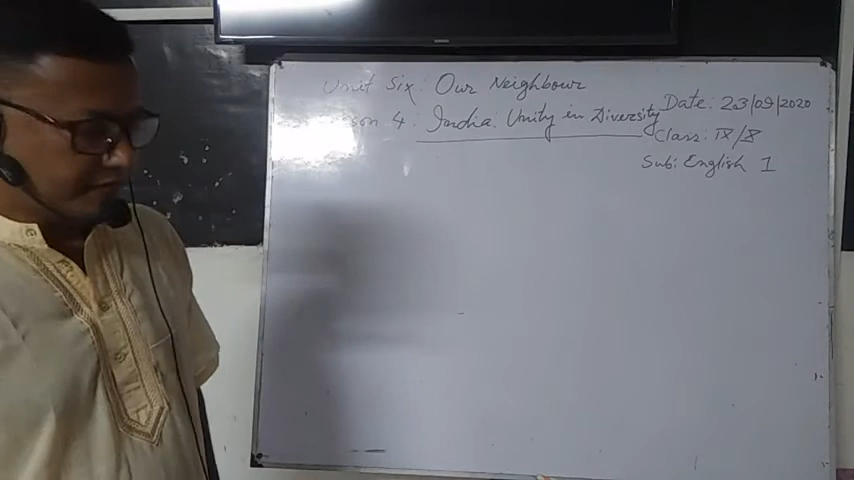 Unit Six: Our Neighbour
Lesson 4: India: Unity in Diversity
Date: 23/09/2020
Class: IX/X
Sub: English 1